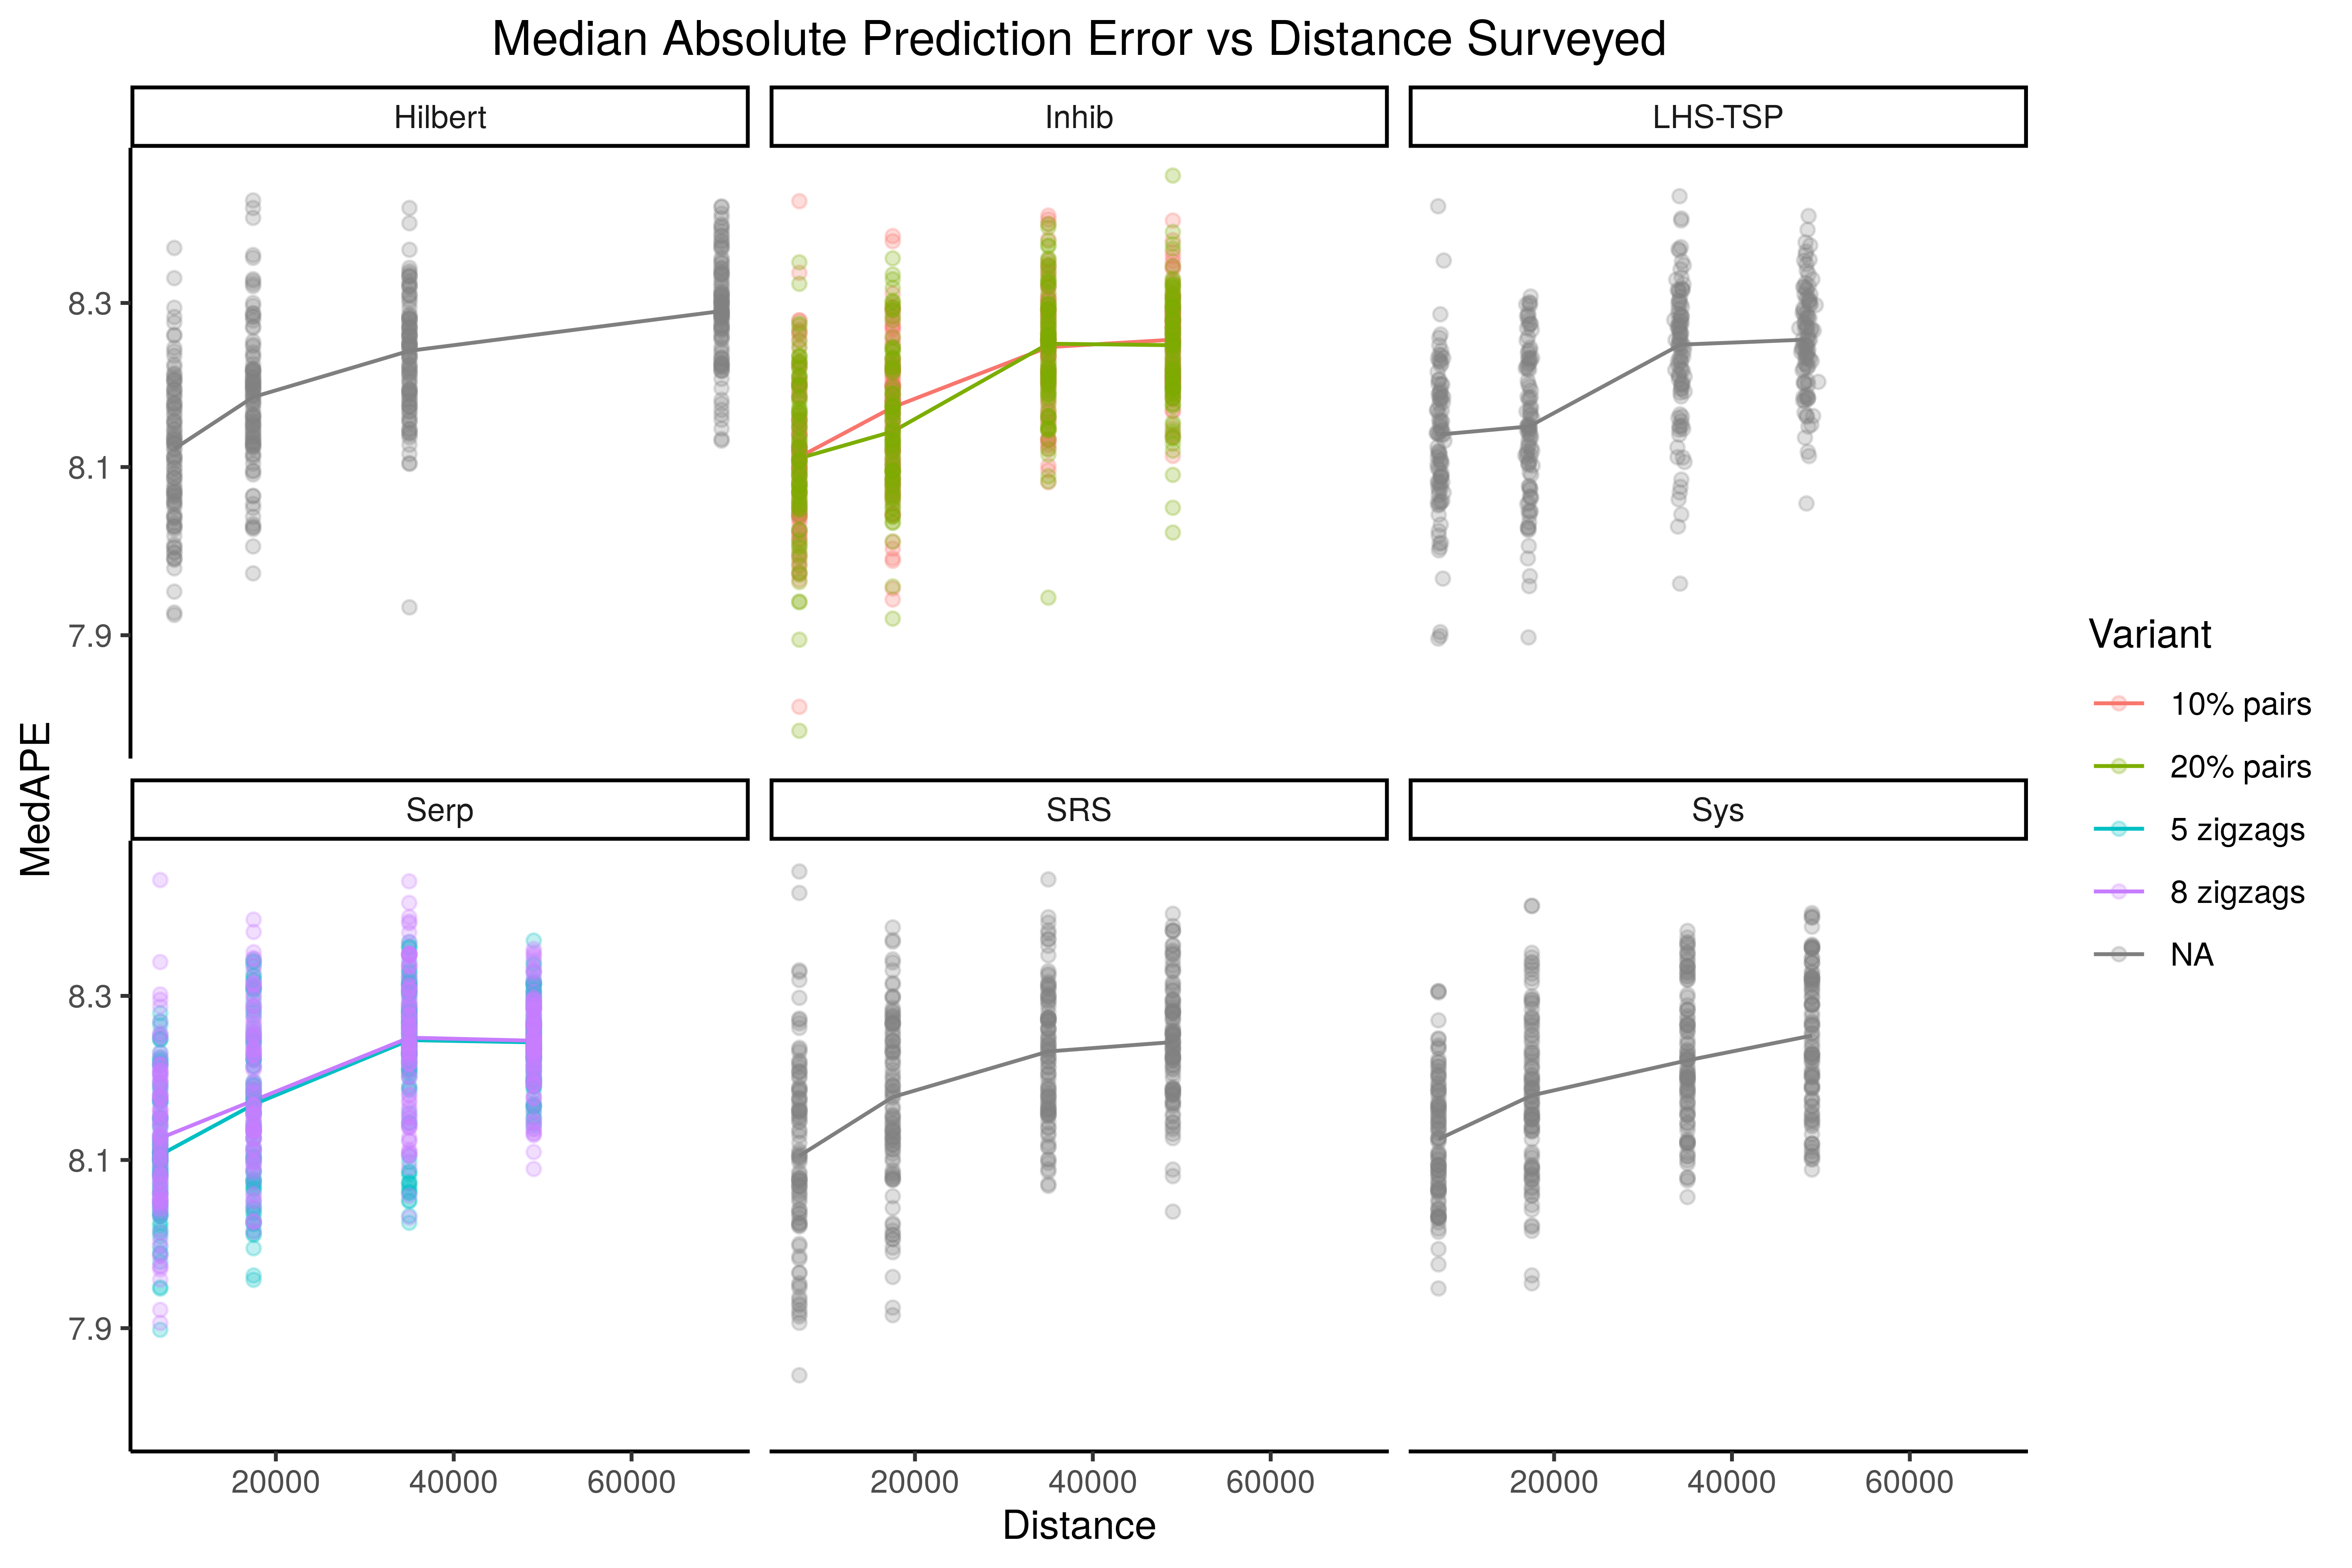 Median Absolute Prediction Error vs Distance Surveyed
Hilbert
Inhib
LHS-TSP
8.3
8.1
7.9
Serp
SRS
Sys
8.3
8.1
7.9
20000
40000
60000
20000
40000
60000
20000
40000
60000
Distance
MedAPE
Variant
10% pairs
20% pairs
5 zigzags
8 zigzags
NA